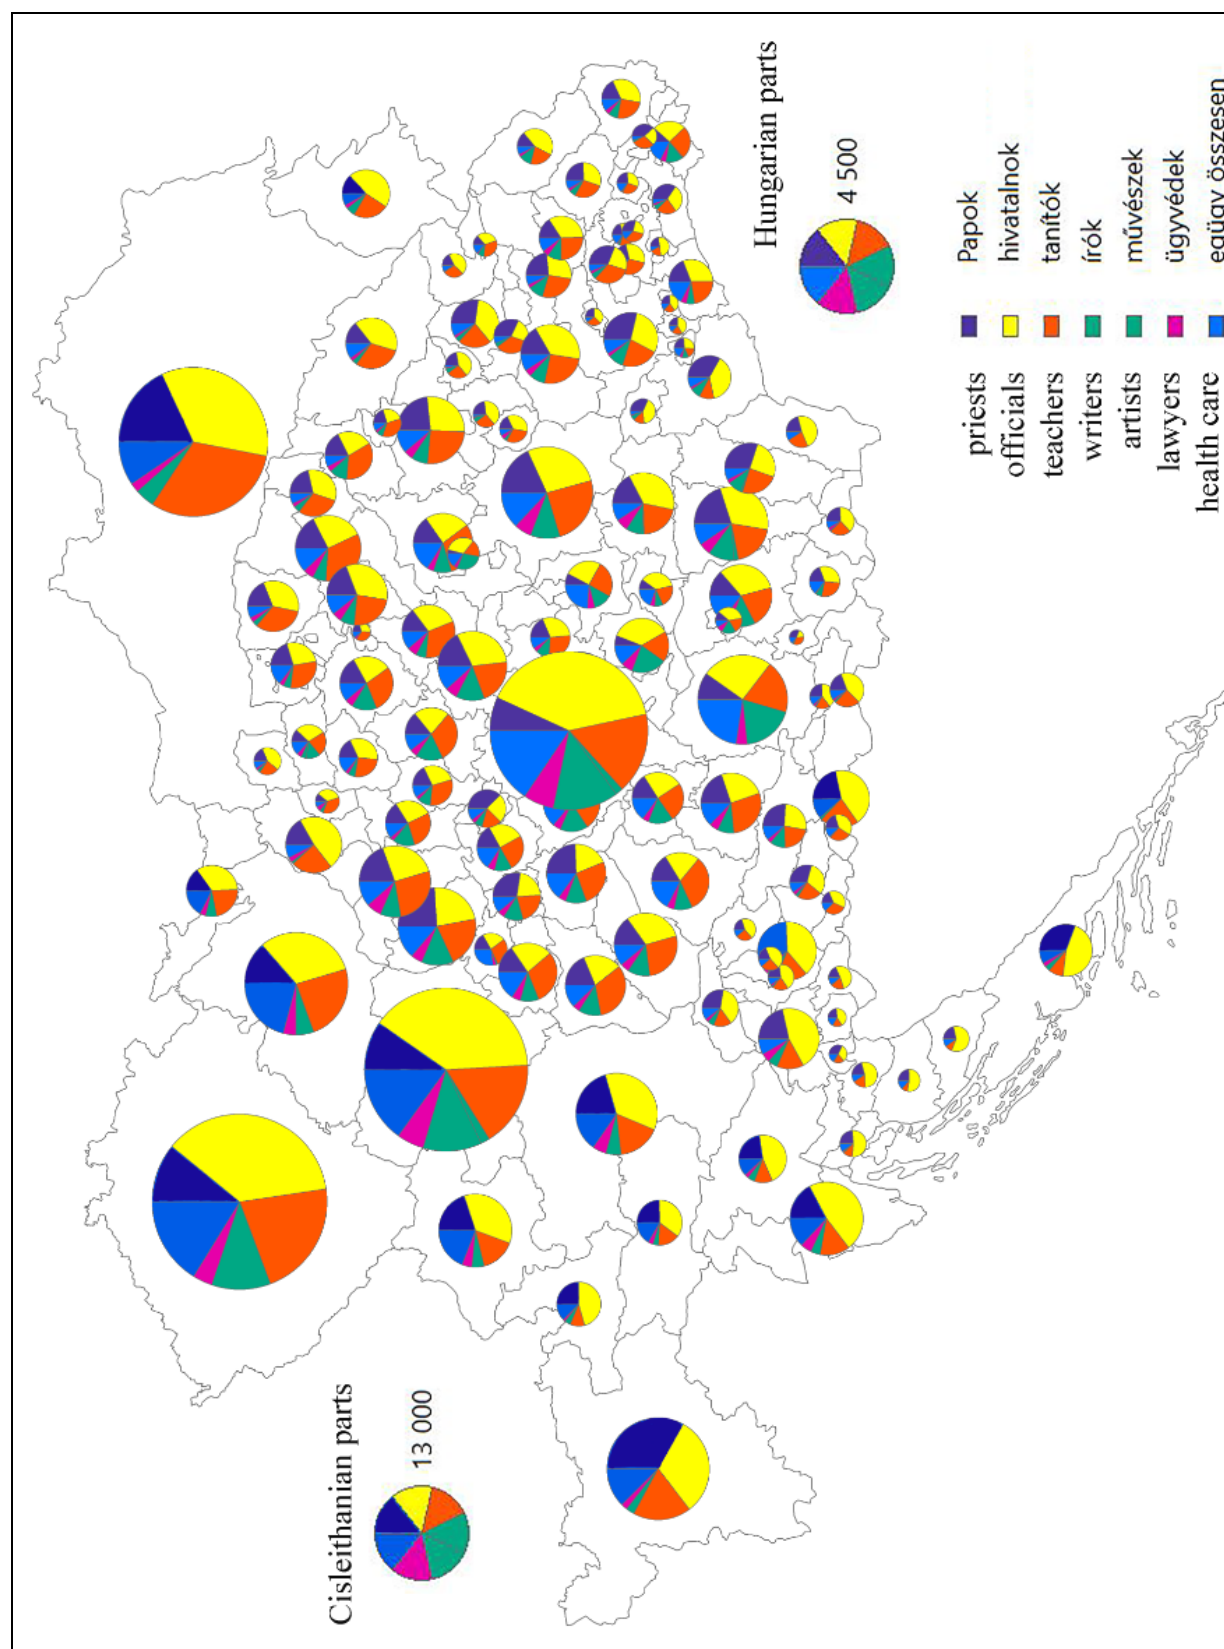 Cisleithanian parts
13 000
Hungarian parts
4 500
priests Papok
officials hivatalnok
teachers tanítók
writers írók
artists művészek
lawyers ügyvédek
health care egüqy összesen